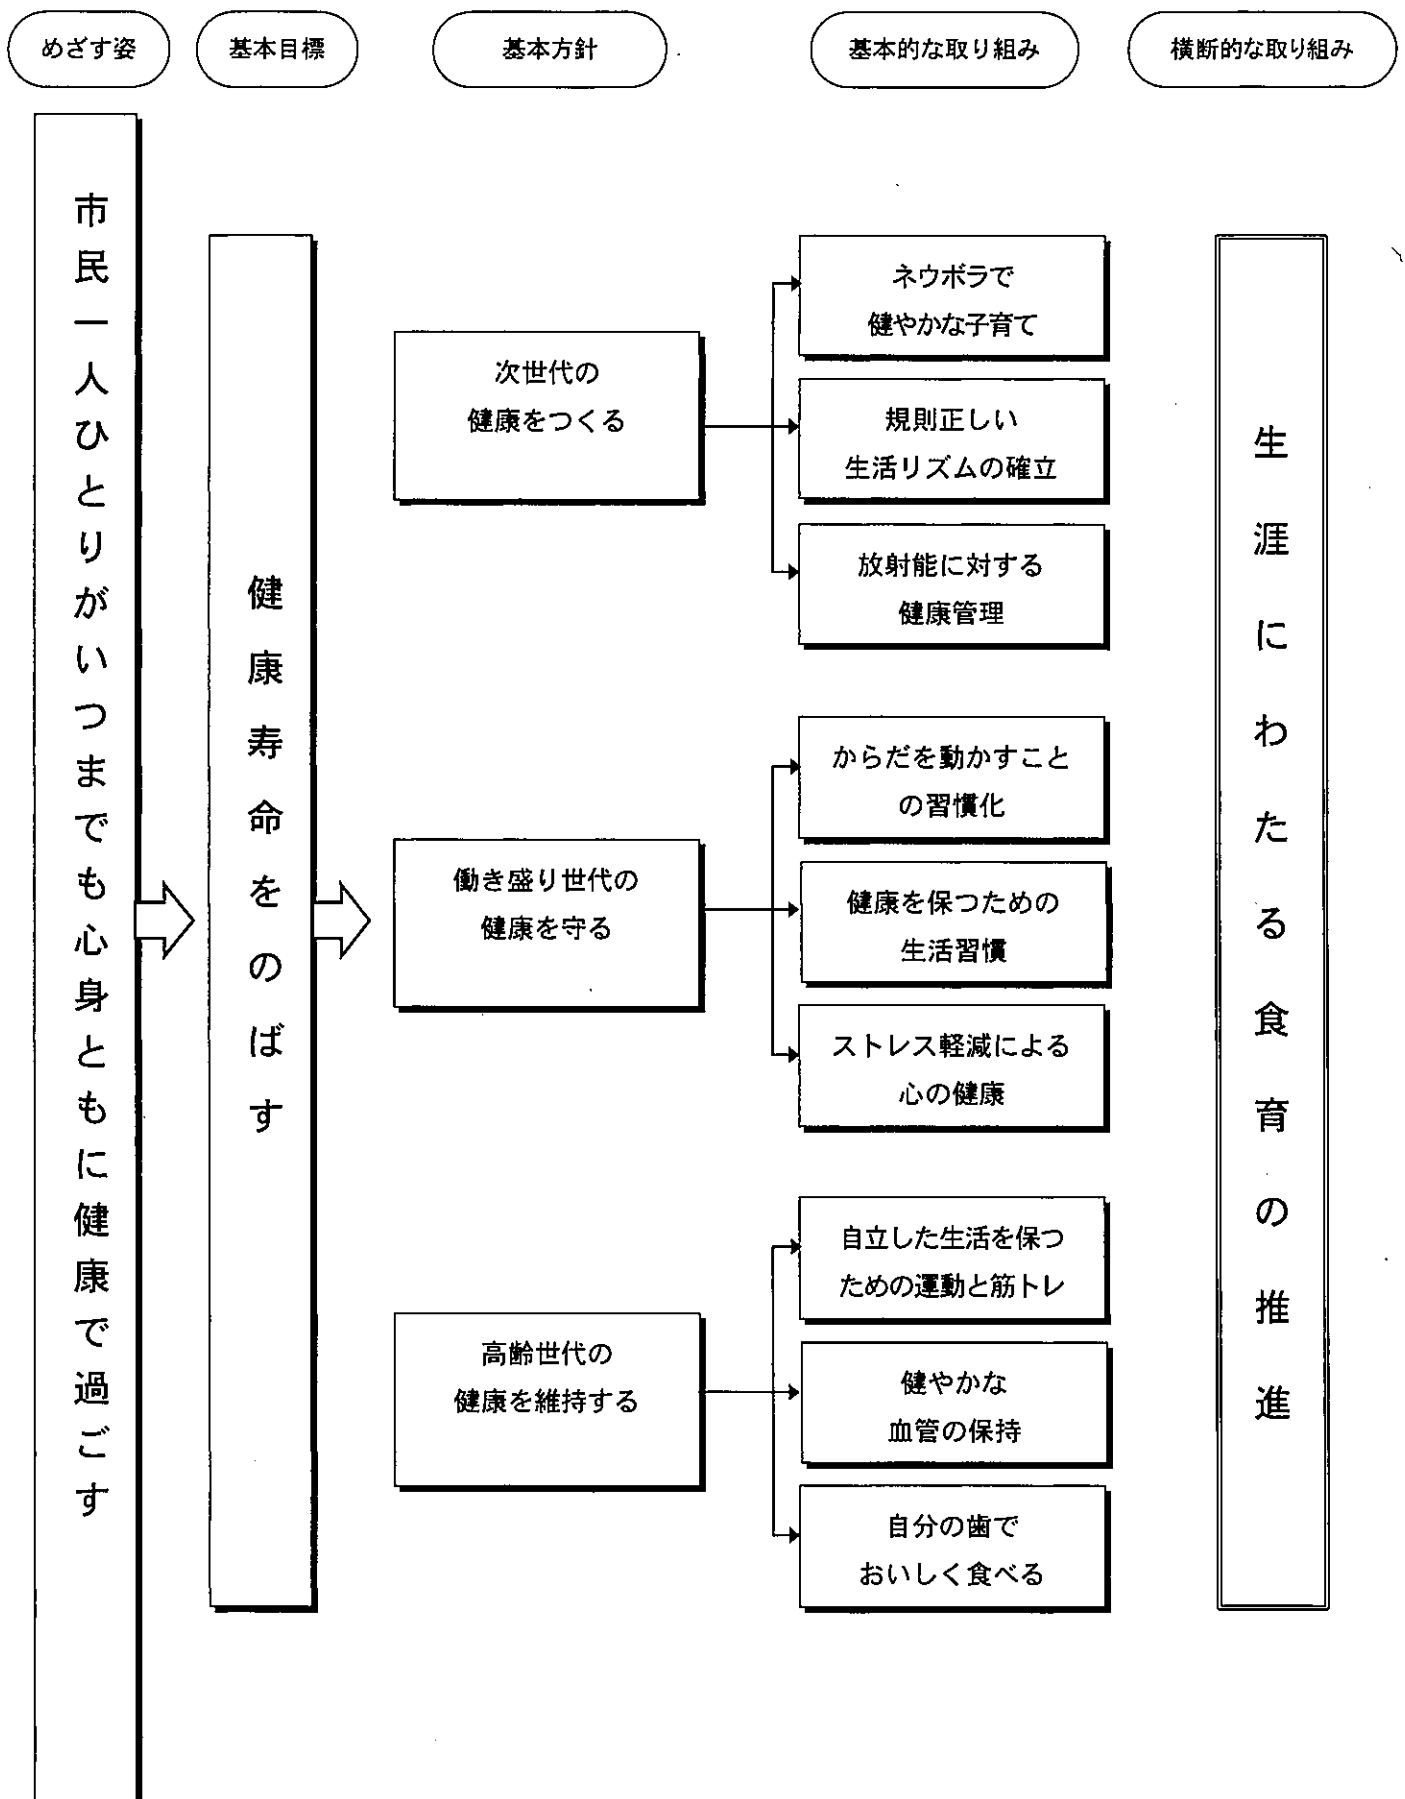 めざす姿
基本目標
基本方針
基本的な取り組み
横断的な取り組み
市民一人ひとりがいつまでも心身ともに健康で過ごす
健康寿命をのばす
次世代の
健康をつくる
ネウボラで
健やかな子育て
規則正しい
生活リズムの確立
放射能に対する
健康管理
働き盛り世代の
健康を守る
からだを動かすこと
の習慣化
健康を保つための
生活習慣
ストレス軽減による
心の健康
高齢世代の
健康を維持する
自立した生活を保つ
ための運動と筋トレ
健やかな
血管の保持
自分の歯で
おいしく食べる
生涯にわたる食育の推進